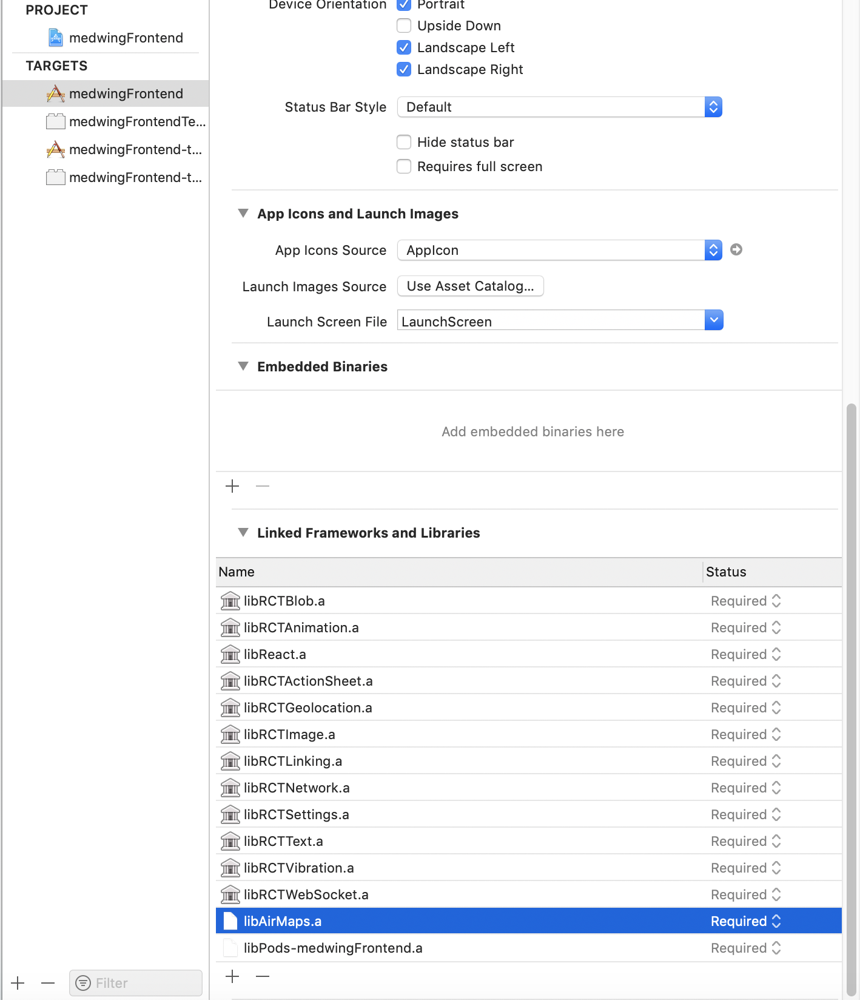 PROJECT
medwingFrontend
TARGETS
medwingFrontend
medwingFrontendTe...
medwingFrontend-t...
medwingFrontend-t...
Filter
Device Orientation Portrait
Upside Down
Landscape Left
Landscape Right
Status Bar Style Default
Hide status bar
Requires full screen
App Icons and Launch Images
App Icons Source AppIcon
Launch Images Source Use Asset Catalog...
Launch Screen File LaunchScreen
Embedded Binaries
Add embedded binaries here
Linked Frameworks and Libraries
Name Status
libRCTBlob.a Required
libRCTAnimation.a Required
libReact.a Required
libRCTActionSheet.a Required
libRCTGeolocation.a Required
libRCTImage.a Required
libRCTLinking.a Required
libRCTNetwork.a Required
libRCTSettings.a Required
libRCTText.a Required
libRCTVibration.a Required
libRCTWebSocket.a Required
libAirMaps.a Required
libPods-medwingFrontend.a Required